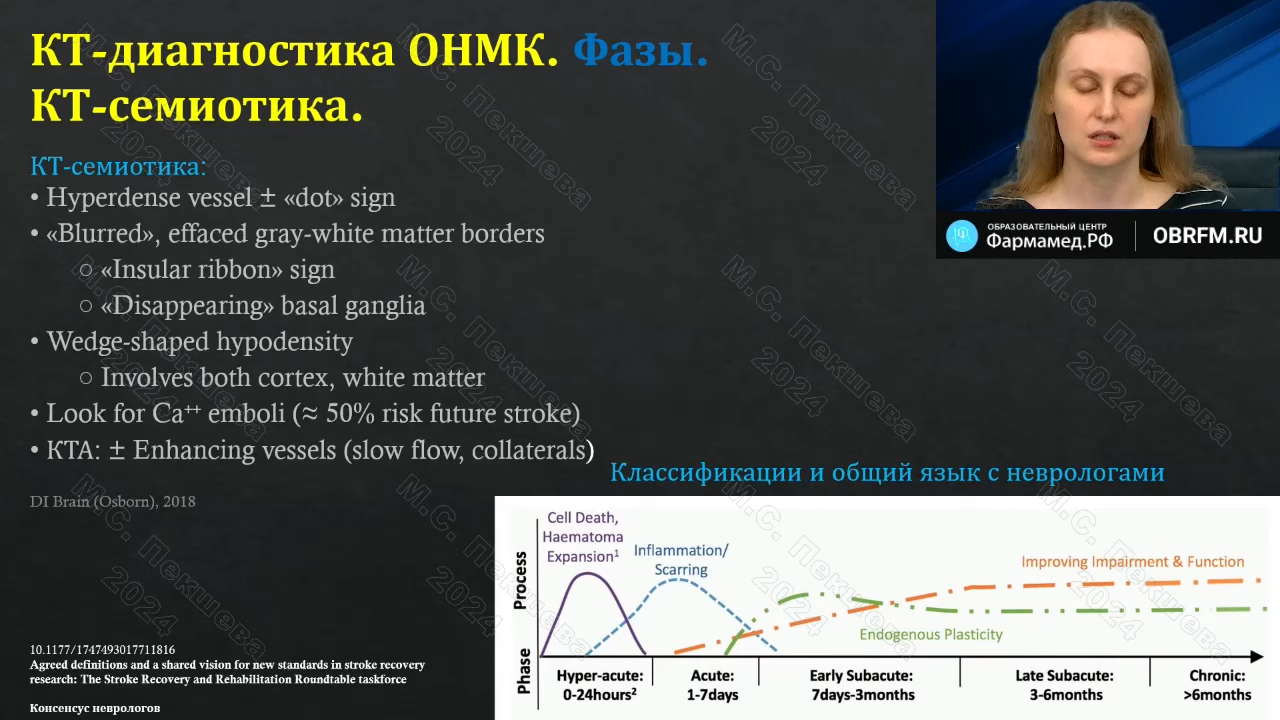 КТ-диагностика ОНМК. Фазы.
КТ-семиотика.
КТ-семиотика:
• Hyperdense vessel ± «dot» sign
• «Blurred», effaced gray-white matter borders
○ «Insular ribbon» sign
○ «Disappearing» basal ganglia
• Wedge-shaped hypodensity
○ Involves both cortex, white matter
• Look for Ca⁺⁺ emboli (≈ 50% risk future stroke)
• КТА: ± Enhancing vessels (slow flow, collaterals)
DI Brain (Osborn), 2018
ОБРАЗОВАТЕЛЬНЫЙ ЦЕНТР
Фармамед.РФ
OBRFM.RU
Классификации и общий язык с неврологами
Process
Cell Death,
Haematoma
Expansion¹
Inflammation/
Scarring
Improving Impairment & Function
Endogenous Plasticity
Phase
Hyper-acute:
0-24hours²
Acute:
1-7days
Early Subacute:
7days-3months
Late Subacute:
3-6months
Chronic:
>6months
10.1177/1747493017711816
Agreed definitions and a shared vision for new standards in stroke recovery
research: The Stroke Recovery and Rehabilitation Roundtable taskforce
Консенсус неврологов
М.С. Пекшева
2024